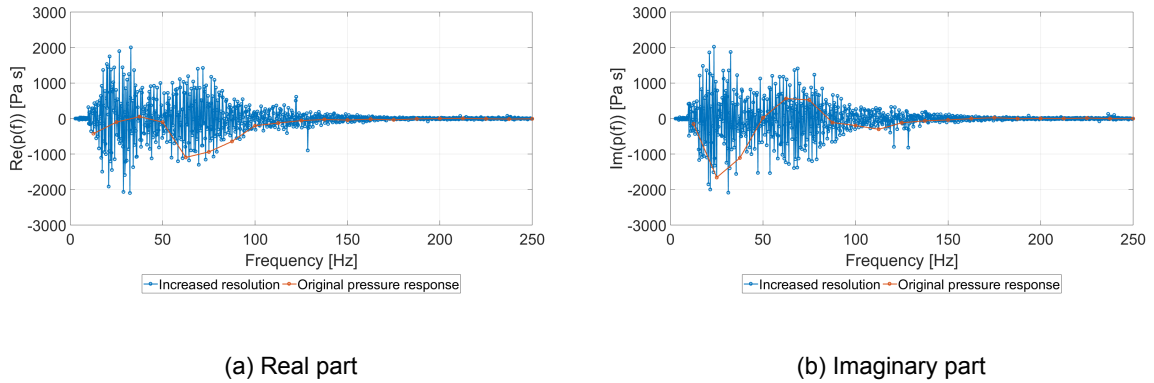 3000
2000
1000
0
-1000
-2000
-3000
Re(p(f)) [Pa s]
0 50 100 150 200 250
Frequency [Hz]
Increased resolution Original pressure response
(a) Real part
3000
2000
1000
0
-1000
-2000
-3000
Im(p(f)) [Pa s]
0 50 100 150 200 250
Frequency [Hz]
Increased resolution Original pressure response
(b) Imaginary part